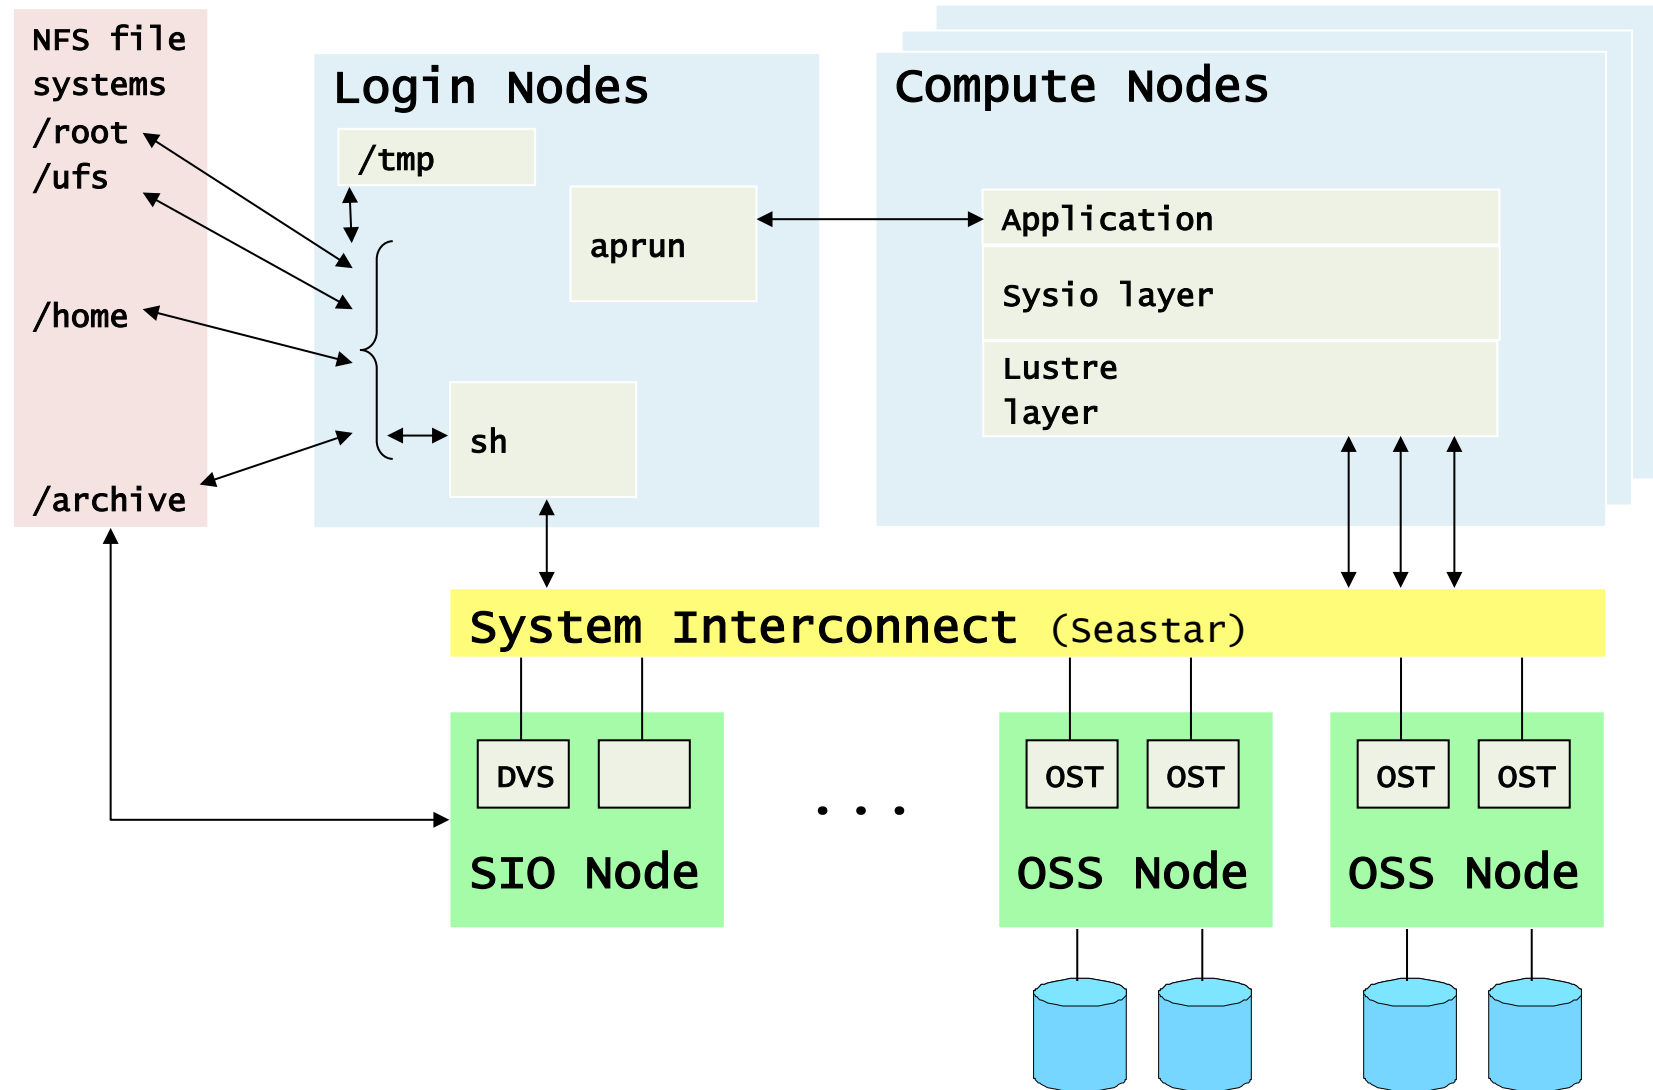 NFS file
systems
/root
/ufs
/home
/archive
Login Nodes
/tmp
aprun
sh
Compute Nodes
Application
Sysio layer
Lustre
layer
System Interconnect (Seastar)
DVS
SIO Node
...
OST OST
OSS Node
OST OST
OSS Node